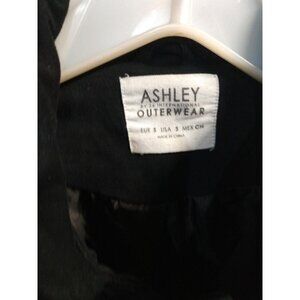 ASHLEY
BY 26 INTERNATIONAL
OUTERWEAR
EUR S USA S MEX CH
MADE IN CHINA